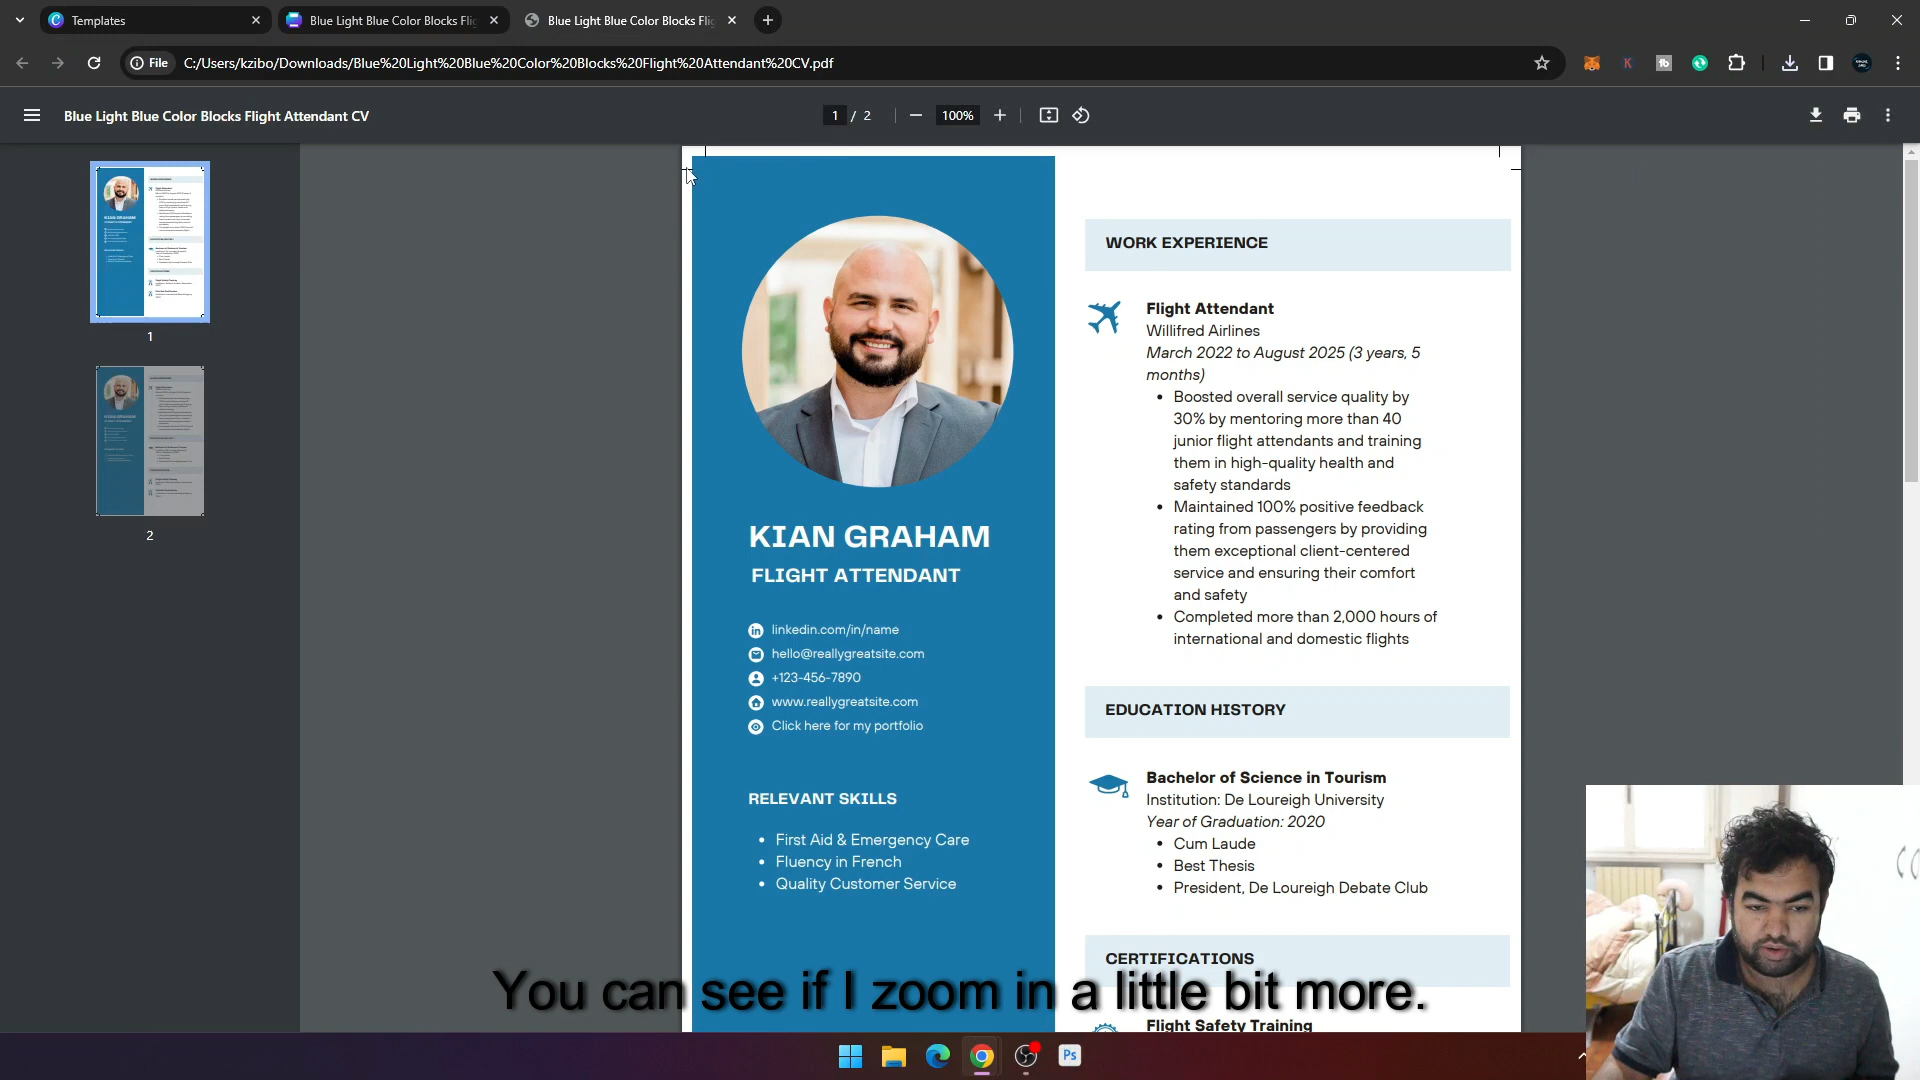 Templates
Blue Light Blue Color Blocks Fli
Blue Light Blue Color Blocks Fli
File
C:/Users/kzibo/Downloads/Blue%20Light%20Blue%20Color%20Blocks%20Flight%20Attendant%20CV.pdf
Blue Light Blue Color Blocks Flight Attendant CV
1 / 2
100%
1
2
KIAN GRAHAM
FLIGHT ATTENDANT
linkedin.com/in/name
hello@reallygreatsite.com
+123-456-7890
www.reallygreatsite.com
Click here for my portfolio
RELEVANT SKILLS
• First Aid & Emergency Care
• Fluency in French
• Quality Customer Service
WORK EXPERIENCE
Flight Attendant
Willifred Airlines
March 2022 to August 2025 (3 years, 5
months)
• Boosted overall service quality by
30% by mentoring more than 40
junior flight attendants and training
them in high-quality health and
safety standards
• Maintained 100% positive feedback
rating from passengers by providing
them exceptional client-centered
service and ensuring their comfort
and safety
• Completed more than 2,000 hours of
international and domestic flights
EDUCATION HISTORY
Bachelor of Science in Tourism
Institution: De Loureigh University
Year of Graduation: 2020
• Cum Laude
• Best Thesis
• President, De Loureigh Debate Club
CERTIFICATIONS
Flight Safety Training
You can see if I zoom in a little bit more.
Ps